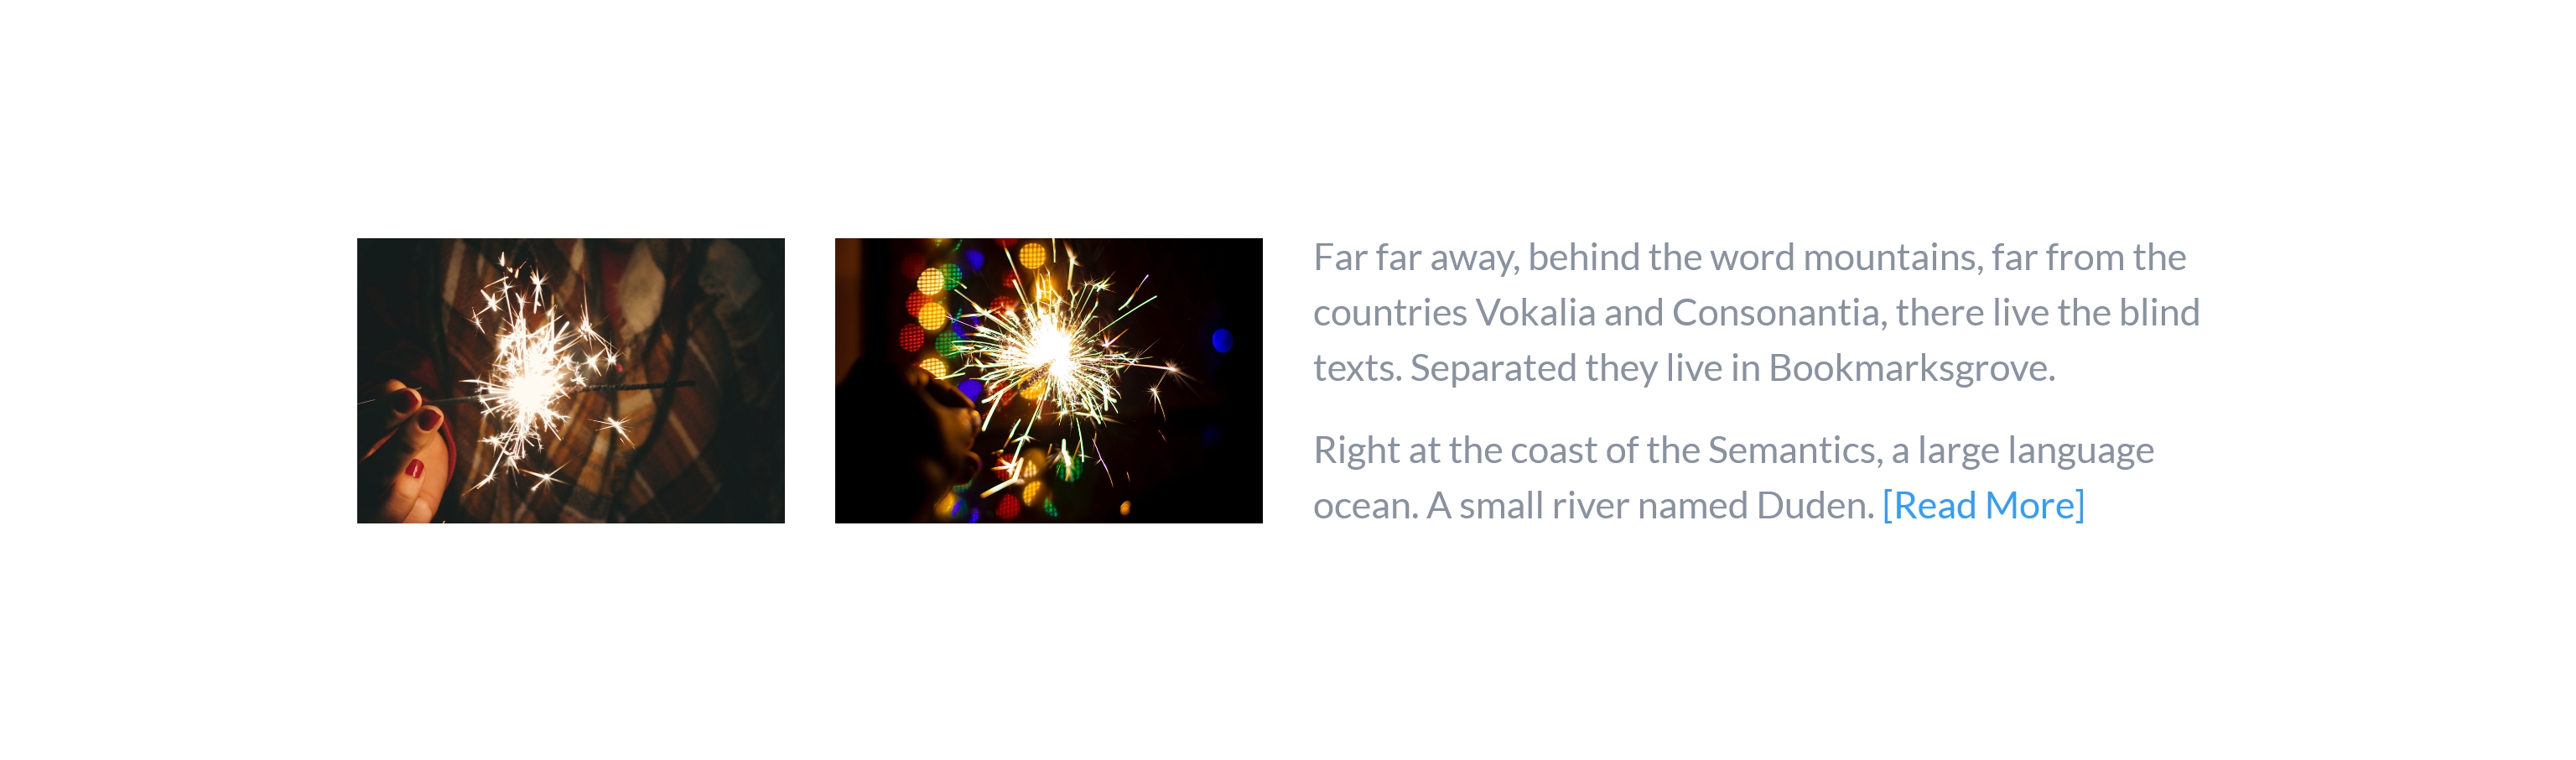 Far far away, behind the word mountains, far from the
countries Vokalia and Consonantia, there live the blind
texts. Separated they live in Bookmarksgrove.
Right at the coast of the Semantics, a large language
ocean. A small river named Duden. [Read More]